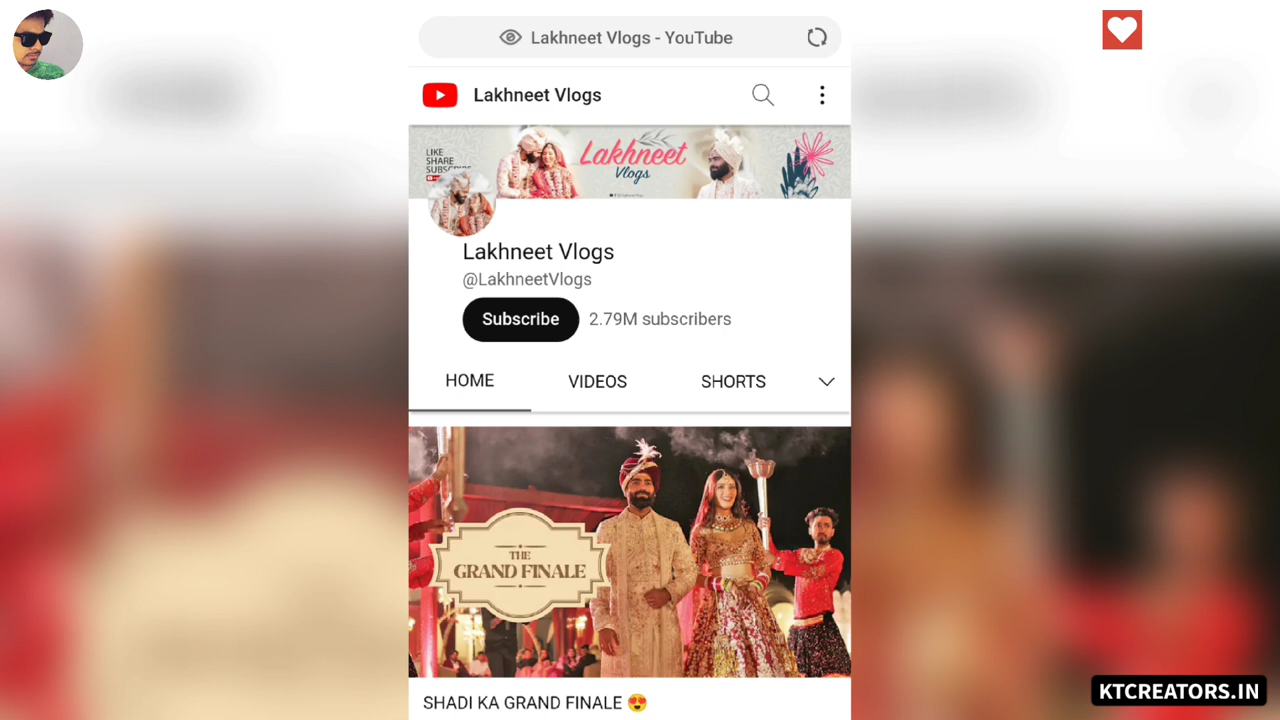 Lakhneet Vlogs - YouTube
Lakhneet Vlogs
LIKE
SHARE
SUBSCRIBE
Lakhneet
Vlogs
Lakhneet Vlogs
@LakhneetVlogs
Subscribe
2.79M subscribers
HOME
VIDEOS
SHORTS
THE
GRAND FINALE
SHADI KA GRAND FINALE 😍
KTCREATORS.IN